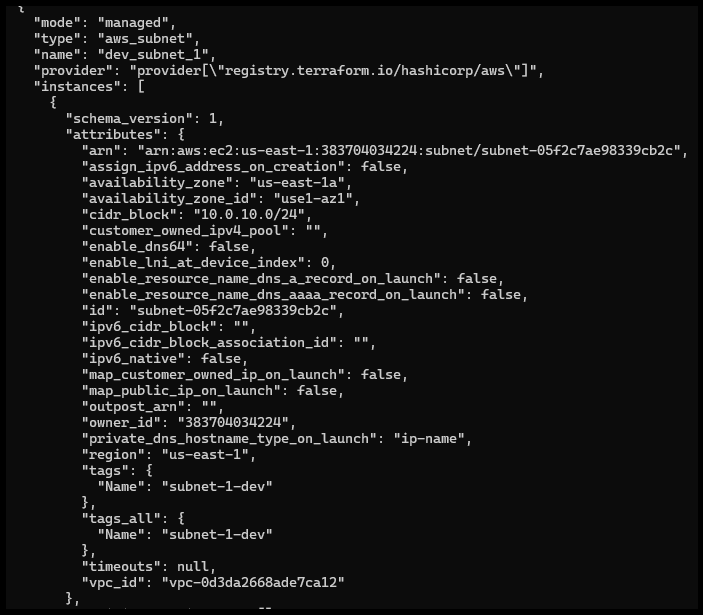 {
"mode": "managed",
"type": "aws_subnet",
"name": "dev_subnet_1",
"provider": "provider[\"registry.terraform.io/hashicorp/aws\"]",
"instances": [
{
"schema_version": 1,
"attributes": {
"arn": "arn:aws:ec2:us-east-1:383704034224:subnet/subnet-05f2c7ae98339cb2c",
"assign_ipv6_address_on_creation": false,
"availability_zone": "us-east-1a",
"availability_zone_id": "use1-az1",
"cidr_block": "10.0.10.0/24",
"customer_owned_ipv4_pool": "",
"enable_dns64": false,
"enable_lni_at_device_index": 0,
"enable_resource_name_dns_a_record_on_launch": false,
"enable_resource_name_dns_aaaa_record_on_launch": false,
"id": "subnet-05f2c7ae98339cb2c",
"ipv6_cidr_block": "",
"ipv6_cidr_block_association_id": "",
"ipv6_native": false,
"map_customer_owned_ip_on_launch": false,
"map_public_ip_on_launch": false,
"outpost_arn": "",
"owner_id": "383704034224",
"private_dns_hostname_type_on_launch": "ip-name",
"region": "us-east-1",
"tags": {
"Name": "subnet-1-dev"
},
"tags_all": {
"Name": "subnet-1-dev"
},
"timeouts": null,
"vpc_id": "vpc-0d3da2668ade7ca12"
},